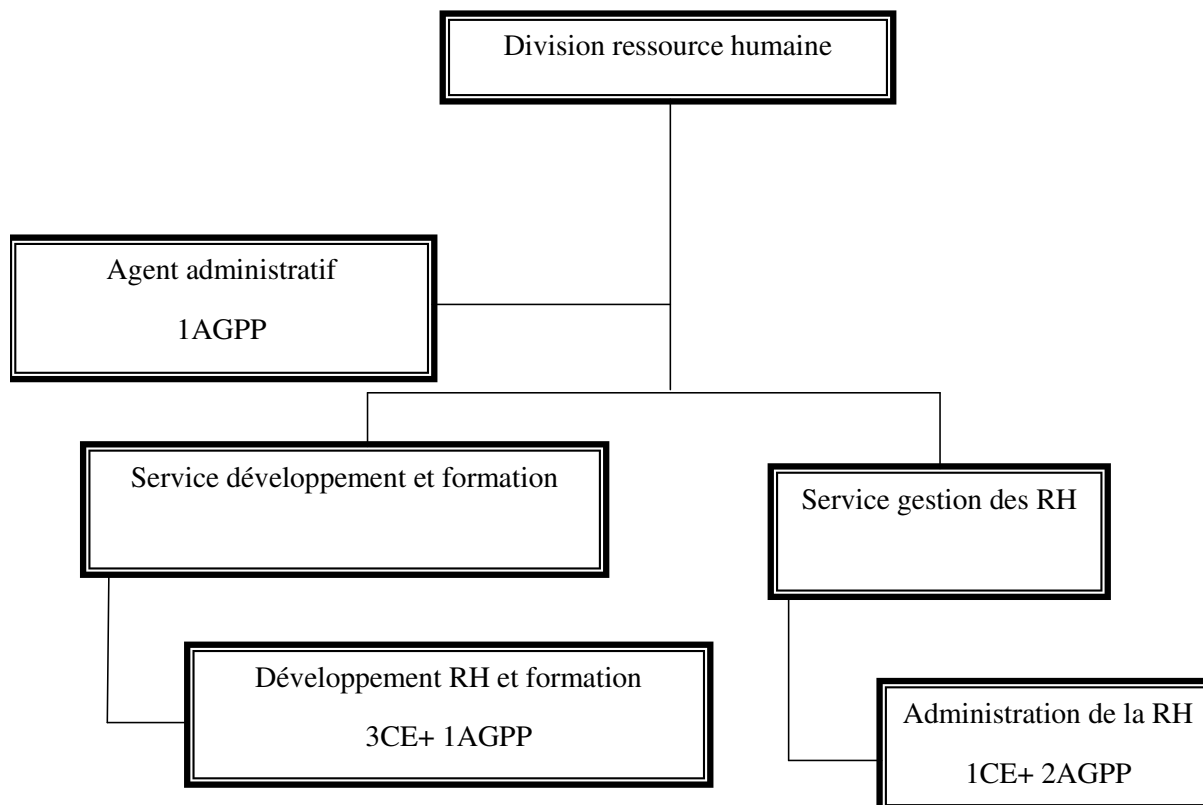 Division ressource humaine
Agent administratif
1AGPP
Service développement et formation
Service gestion des RH
Développement RH et formation
3CE+ 1AGPP
Administration de la RH
1CE+ 2AGPP